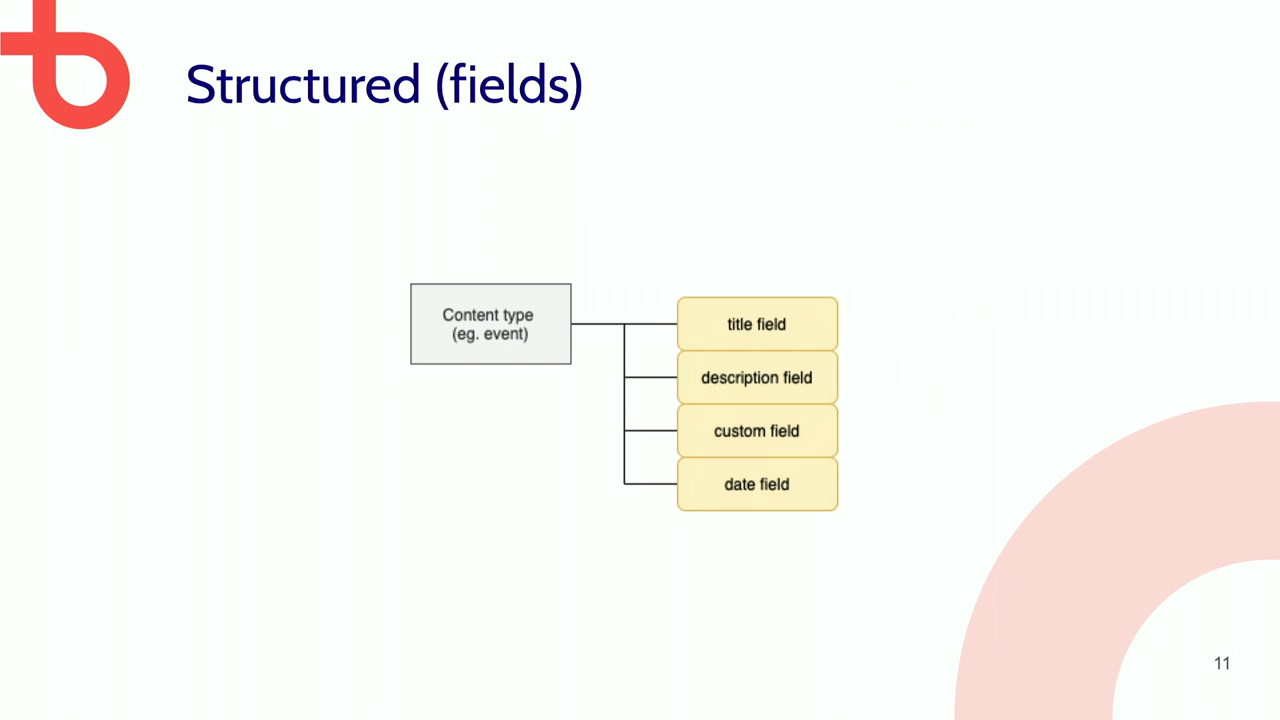 Structured (fields)
Content type
(eg. event)
title field
description field
custom field
date field
11